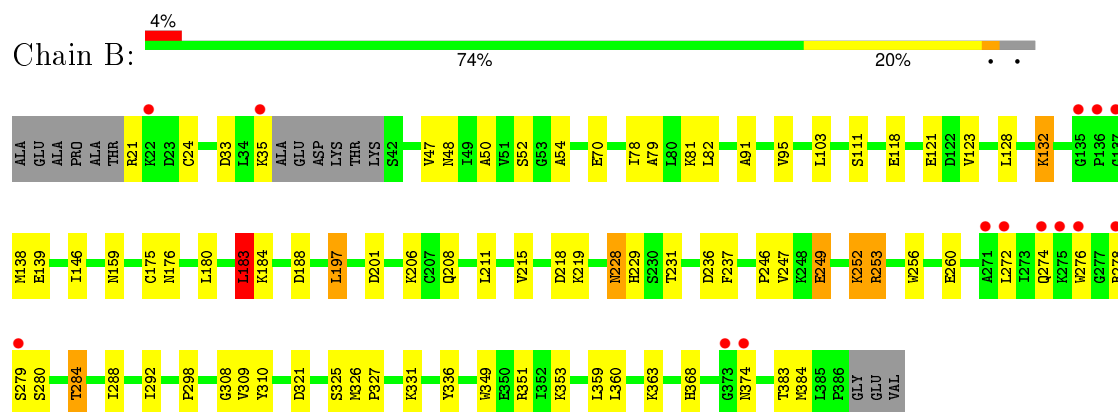 4%
Chain B:
74% 20% • •
ALA GLU ALA PRO ALA THR R21 K22 D23 C24 D33 L34 K35 ALA GLU ASP LYS THR LYS S42 V47 N48 I49 A50 V51 S52 G53 A54 E70 I78 A79 L80 K81 L82 A91 V95 L103 S111 E118 E121 D122 V123 L128 K132 G135 P136 G137
M138 E139 I146 N159 C175 N176 L180 L183 K184 D188 L197 D201 K206 C207 Q208 L211 V215 D218 K219 N228 H229 S230 T231 D236 F237 P246 V247 K248 E249 K252 R253 W256 E260 A271 L272 I273 Q274 K275 W276 G277
S279 S280 T284 I288 I292 P298 G308 V309 Y310 D321 S325 M326 P327 K331 Y336 W349 E350 R351 I352 K353 L359 L360 K363 H368 G373 N374 T383 M384 L385 P386 GLY GLU VAL